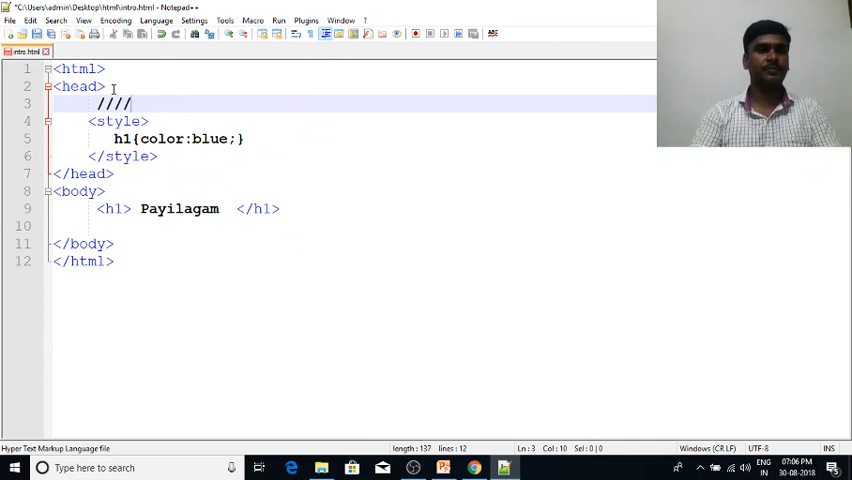 *C:\Users\admin\Desktop\html\intro.html - Notepad++
File Edit Search View Encoding Language Settings Tools Macro Run Plugins Window ?
intro.html
1 <html>
2 <head>
3 ////
4 <style>
5 h1{color:blue;}
6 </style>
7 </head>
8 <body>
9 <h1> Payilagam </h1>
10
11 </body>
12 </html>
Hyper Text Markup Language file length : 137 lines : 12 Ln : 3 Col : 10 Sel : 0 | 0 Windows (CR LF) UTF-8 INS
Type here to search
ENG 07:06 PM
IN 30-08-2018